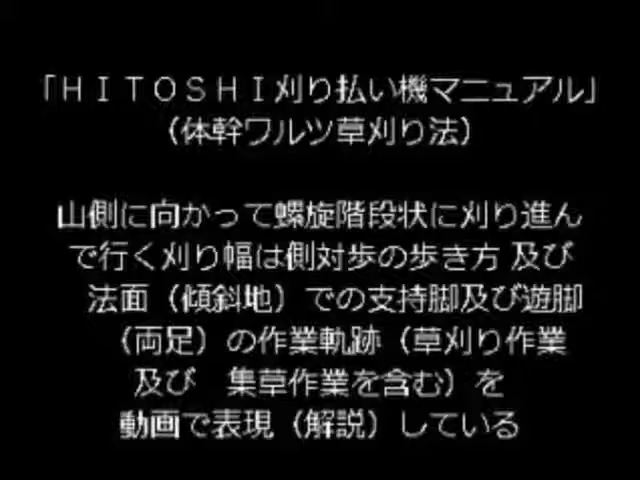 「ＨＩＴＯＳＨＩ刈り払い機マニュアル」
（体幹ワルツ草刈り法）
山側に向かって螺旋階段状に刈り進ん
で行く刈り幅は側対歩の歩き方 及び
法面（傾斜地）での支持脚及び遊脚
（両足）の作業軌跡（草刈り作業
及び　集草作業を含む）を
動画で表現（解説）している